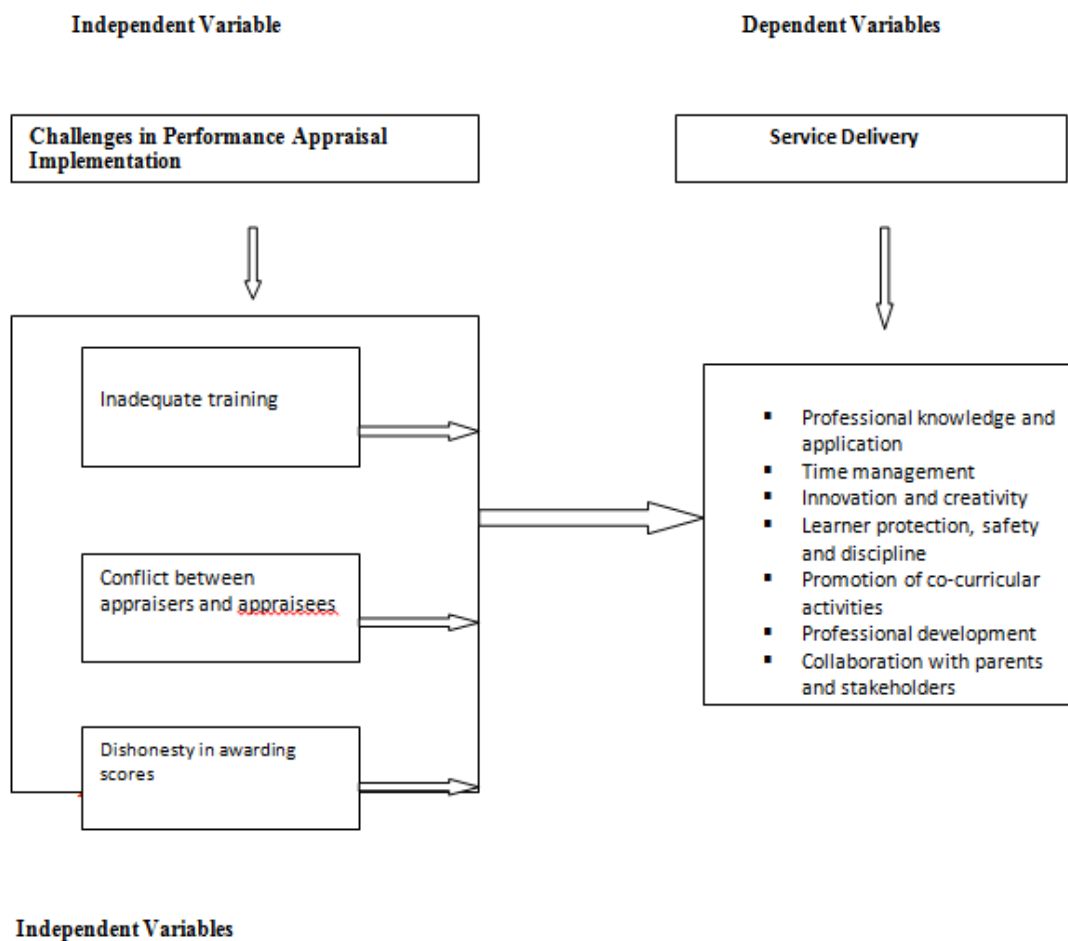 Independent Variable
Dependent Variables
Challenges in Performance Appraisal
Implementation
Service Delivery
Inadequate training
Conflict between
appraisers and appraisees
Dishonesty in awarding
scores
▪ Professional knowledge and
application
▪ Time management
▪ Innovation and creativity
▪ Learner protection, safety
and discipline
▪ Promotion of co-curricular
activities
▪ Professional development
▪ Collaboration with parents
and stakeholders
Independent Variables